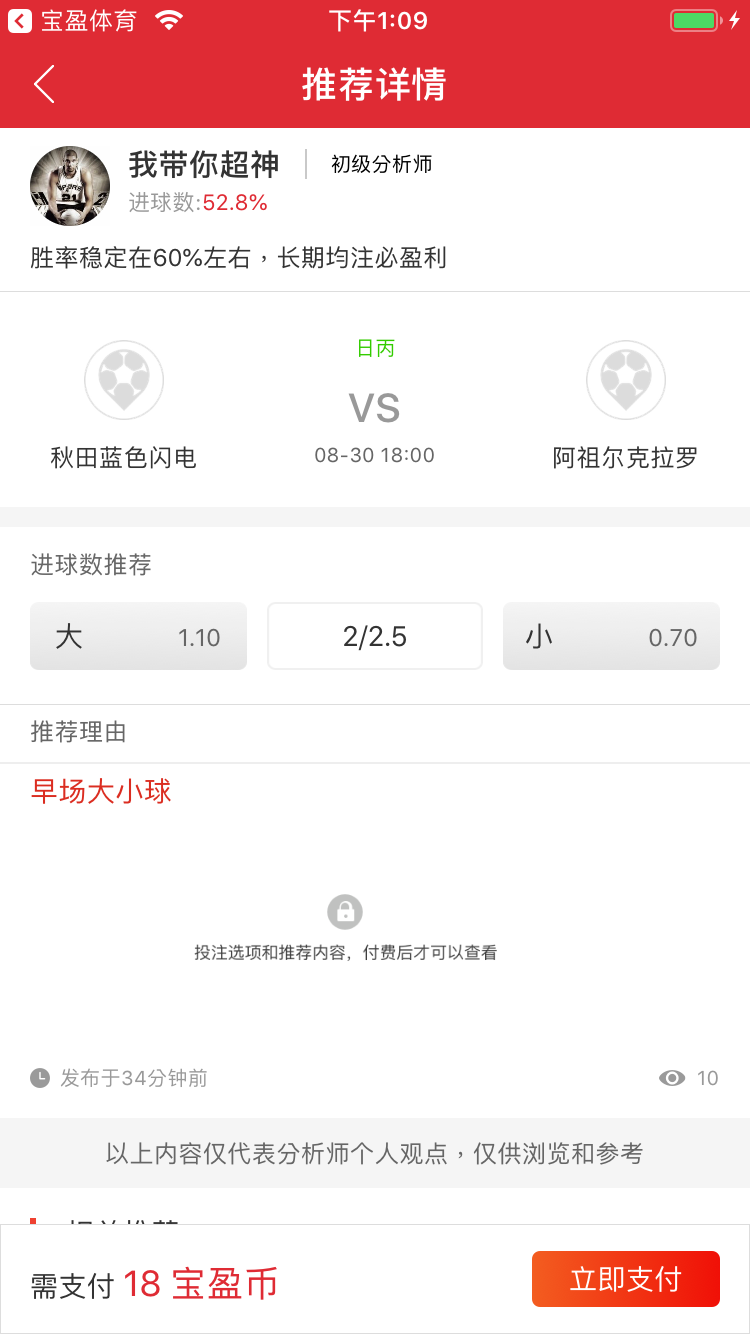 宝盈体育 下午1:09
推荐详情
我带你超神 初级分析师
进球数:52.8%
胜率稳定在60%左右，长期均注必盈利
日丙
VS
秋田蓝色闪电 08-30 18:00 阿祖尔克拉罗
进球数推荐
大 1.10 2/2.5 小 0.70
推荐理由
早场大小球
投注选项和推荐内容，付费后才可以查看
发布于34分钟前 10
以上内容仅代表分析师个人观点，仅供浏览和参考
需支付 18 宝盈币 立即支付